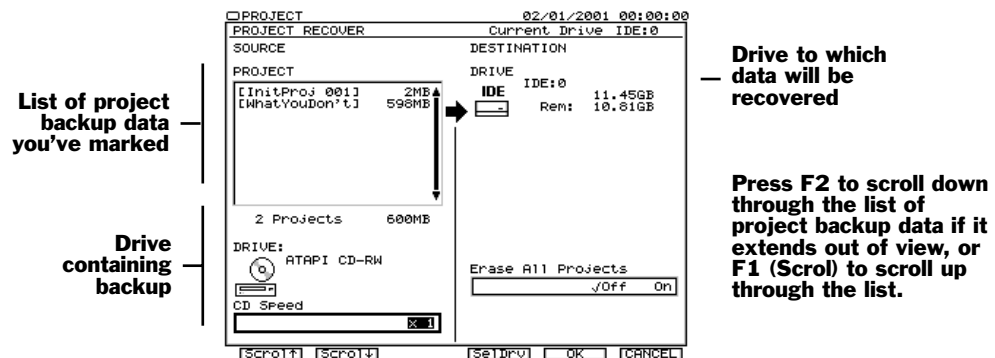 PROJECT 02/01/2001 00:00:00
PROJECT RECOVER Current Drive IDE:0
SOURCE DESTINATION
PROJECT DRIVE
[InitProj 001] 2MB
[WhatYouDon't] 598MB
2 Projects 600MB
DRIVE:
ATAPI CD-RW
CD Speed
x 1
IDE:0
IDE
11.45GB
Rem: 10.81GB
Erase All Projects
√Off On
[Scrol↑] [Scrol↓] [SelDrv] [ OK ] [CANCEL]
List of project
backup data
you've marked
Drive
containing
backup
Drive to which
data will be
recovered
Press F2 to scroll down
through the list of
project backup data if it
extends out of view, or
F1 (Scrol) to scroll up
through the list.